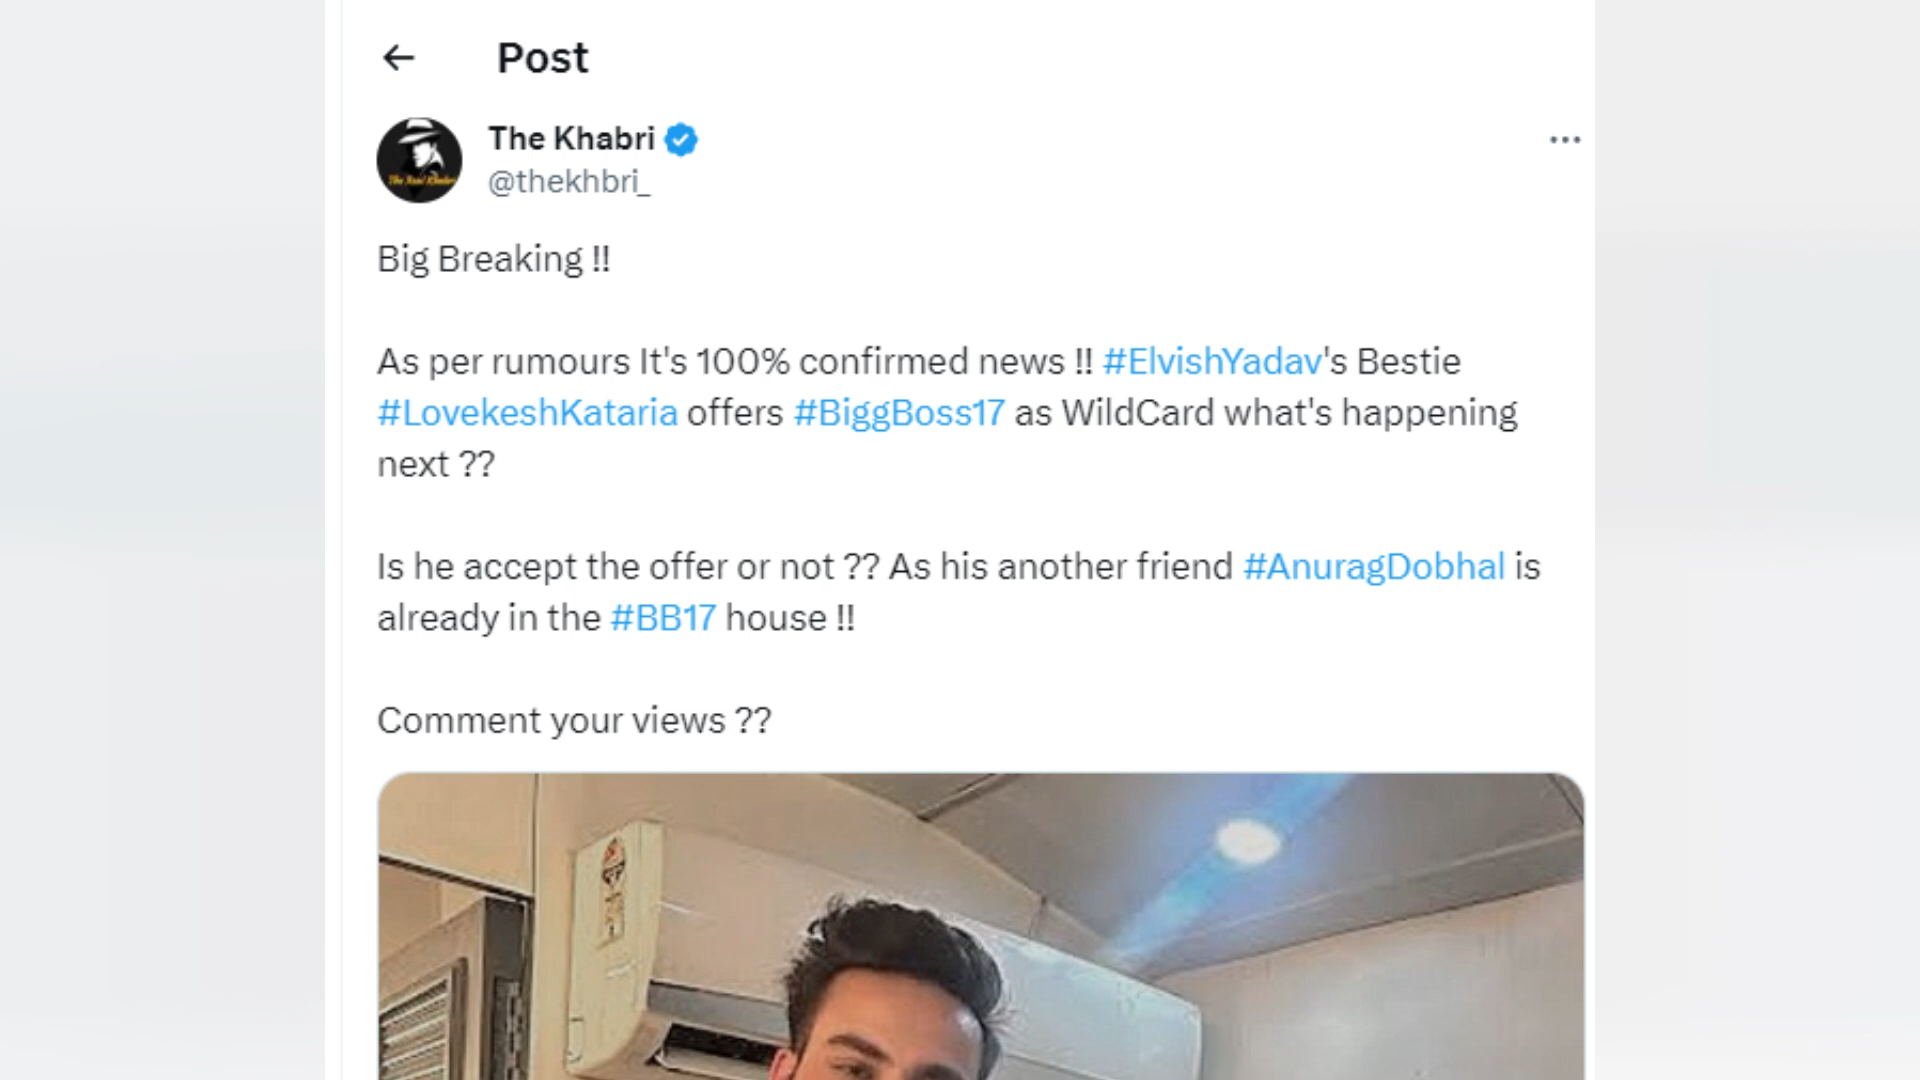 Post
The Khabri
@thekhbri_
Big Breaking !!
As per rumours It's 100% confirmed news !! #ElvishYadav's Bestie
#LovekeshKataria offers #BiggBoss17 as WildCard what's happening
next ??
Is he accept the offer or not ?? As his another friend #AnuragDobhal is
already in the #BB17 house !!
Comment your views ??